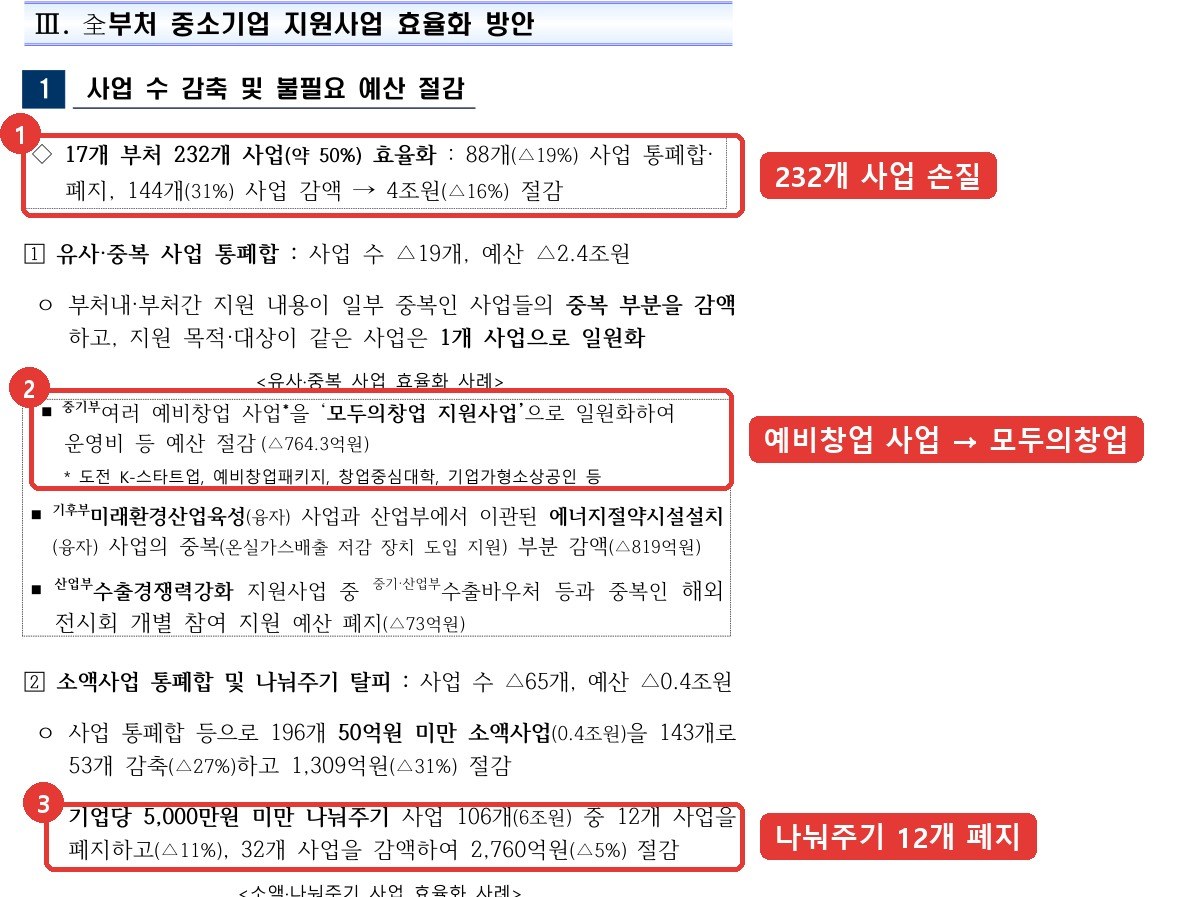 Ⅲ. 全부처 중소기업 지원사업 효율화 방안
1 사업 수 감축 및 불필요 예산 절감
1
◇ 17개 부처 232개 사업(약 50%) 효율화 : 88개(△19%) 사업 통폐합·
폐지, 144개(31%) 사업 감액 → 4조원(△16%) 절감
232개 사업 손질
1 유사·중복 사업 통폐합 : 사업 수 △19개, 예산 △2.4조원
ㅇ 부처내·부처간 지원 내용이 일부 중복인 사업들의 중복 부분을 감액
하고, 지원 목적·대상이 같은 사업은 1개 사업으로 일원화
<유사·중복 사업 효율화 사례>
2
▪ 중기부여러 예비창업 사업*을 ‘모두의창업 지원사업’으로 일원화하여
운영비 등 예산 절감 (△764.3억원)
* 도전 K-스타트업, 예비창업패키지, 창업중심대학, 기업가형소상공인 등
예비창업 사업 → 모두의창업
▪ 기후부미래환경산업육성(융자) 사업과 산업부에서 이관된 에너지절약시설설치
(융자) 사업의 중복(온실가스배출 저감 장치 도입 지원) 부분 감액(△819억원)
▪ 산업부수출경쟁력강화 지원사업 중 중기·산업부수출바우처 등과 중복인 해외
전시회 개별 참여 지원 예산 폐지(△73억원)
2 소액사업 통폐합 및 나눠주기 탈피 : 사업 수 △65개, 예산 △0.4조원
ㅇ 사업 통폐합 등으로 196개 50억원 미만 소액사업(0.4조원)을 143개로
53개 감축(△27%)하고 1,309억원(△31%) 절감
3
기업당 5,000만원 미만 나눠주기 사업 106개(6조원) 중 12개 사업을
폐지하고(△11%), 32개 사업을 감액하여 2,760억원(△5%) 절감
나눠주기 12개 폐지
<소액·나눠주기 사업 효율화 사례>